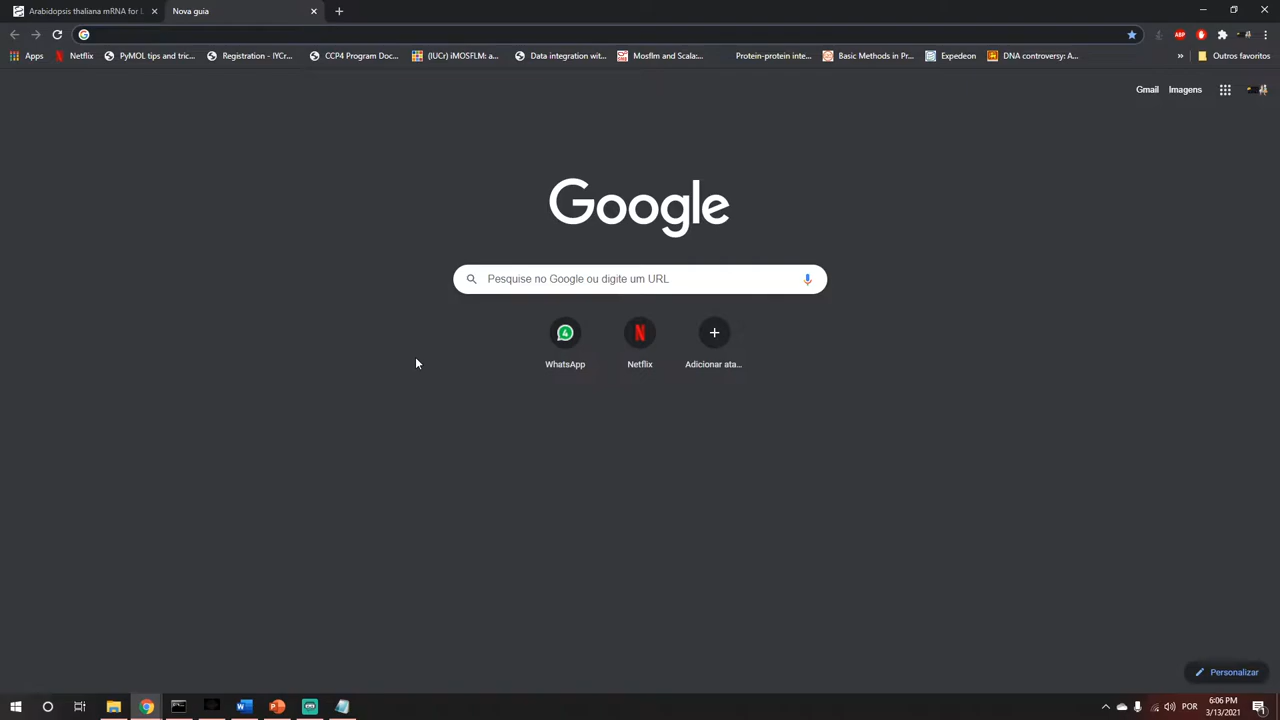 Arabidopsis thaliana mRNA for l
Nova guia
Apps
Netflix
PyMOL tips and tric...
Registration - IYCr...
CCP4 Program Doc...
(IUCr) iMOSFLM: a...
Data integration wit...
Mosflm and Scala:...
Protein-protein inte...
Basic Methods in Pr...
Expedeon
DNA controversy: A...
»
Outros favoritos
Gmail
Imagens
Google
Pesquise no Google ou digite um URL
WhatsApp
Netflix
Adicionar ata...
Personalizar
POR
6:06 PM
3/13/2021